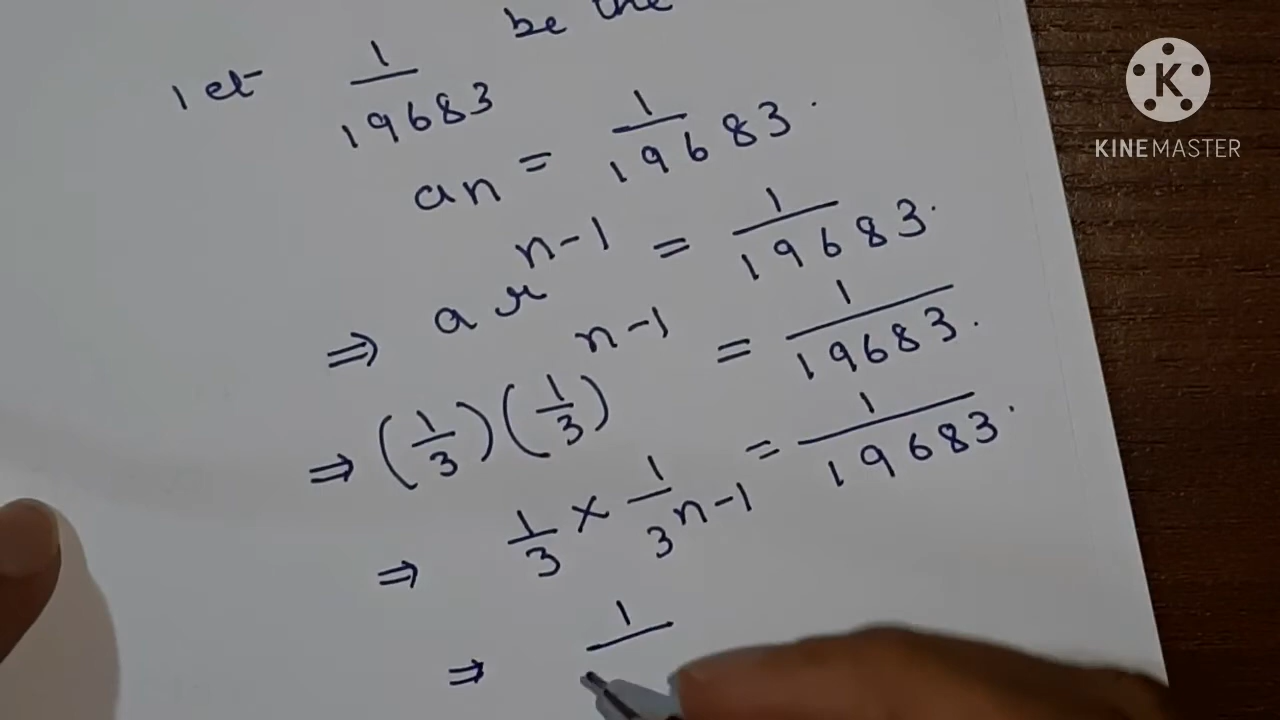 let 1/19683 be the
an = 1/19683.
⇒ ar^(n-1) = 1/19683.
⇒ (1/3)(1/3)^(n-1) = 1/19683.
⇒ 1/3 × 1/3^(n-1) = 1/19683.
⇒ 1/
K
KINEMASTER